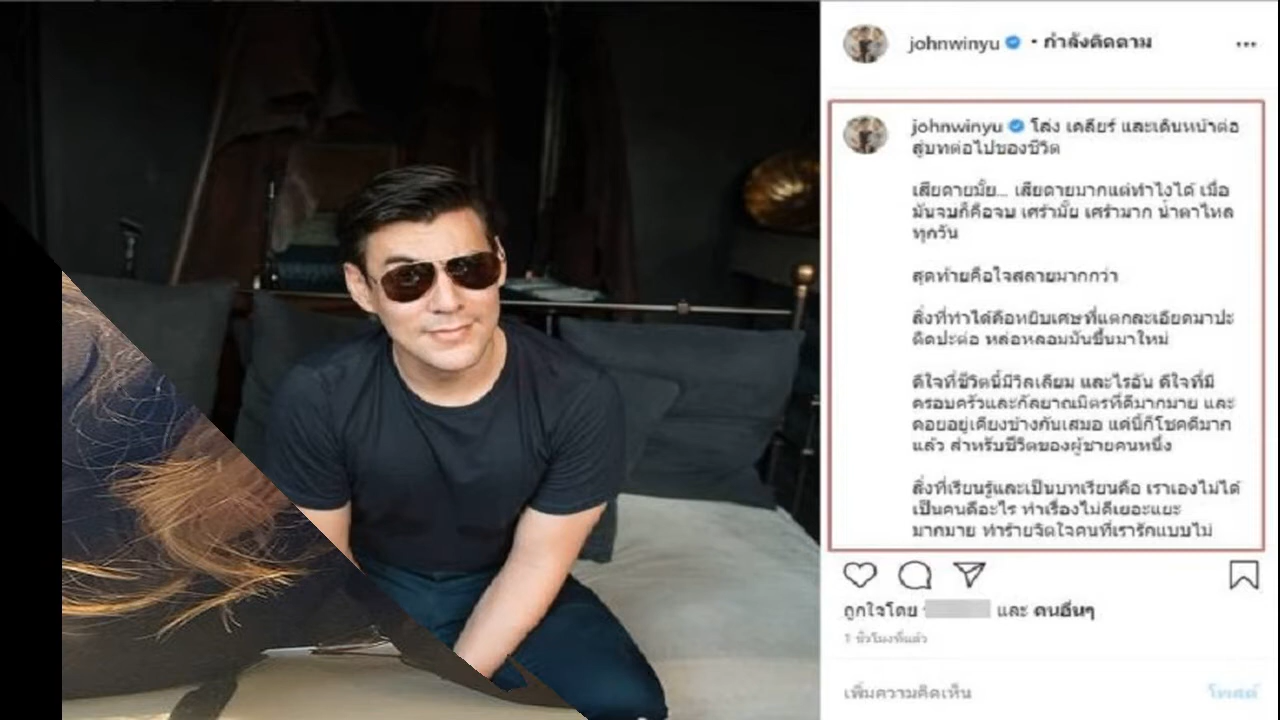 johnwinyu • กำลังติดตาม
johnwinyu โล่ง เคลียร์ และเดินหน้าต่อ
สู่บทต่อไปของชีวิต
เสียดายมั้ย... เสียดายมากแต่ทำไงได้ เมื่อ
มันจบก็คือจบ เศร้ามั้ย เศร้ามาก น้ำตาไหล
ทุกวัน
สุดท้ายคือใจสลายมากกว่า
สิ่งที่ทำได้คือหยิบเศษที่แตกละเอียดมาปะ
ติดปะต่อ หล่อหลอมมันขึ้นมาใหม่
ดีใจที่ชีวิตนี้มีวิลเลียม และไรอัน ดีใจที่มี
ครอบครัวและกัลยาณมิตรที่ดีมากมาย และ
คอยอยู่เคียงข้างกันเสมอ แค่นี้ก็โชคดีมาก
แล้ว สำหรับชีวิตของผู้ชายคนหนึ่ง
สิ่งที่เรียนรู้และเป็นบทเรียนคือ เราเองไม่ได้
เป็นคนดีอะไร ทำเรื่องไม่ดีเยอะแยะ
มากมาย ทำร้ายจิตใจคนที่เรารักแบบไม่
ถูกใจโดย และ คนอื่นๆ
1 ชั่วโมงที่แล้ว
เพิ่มความคิดเห็น โพสต์